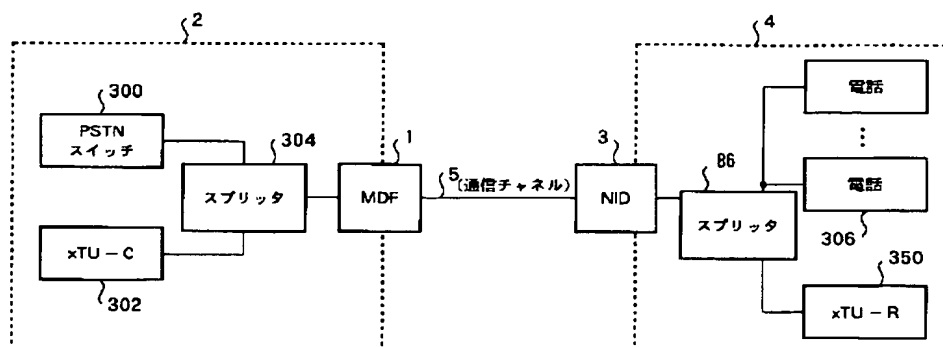 2
4
300
PSTN
スイッチ
304
スプリッタ
xTU-C
302
1
MDF
5(通信チャネル)
3
NID
86
スプリッタ
電話
⋮
電話
306
350
xTU-R